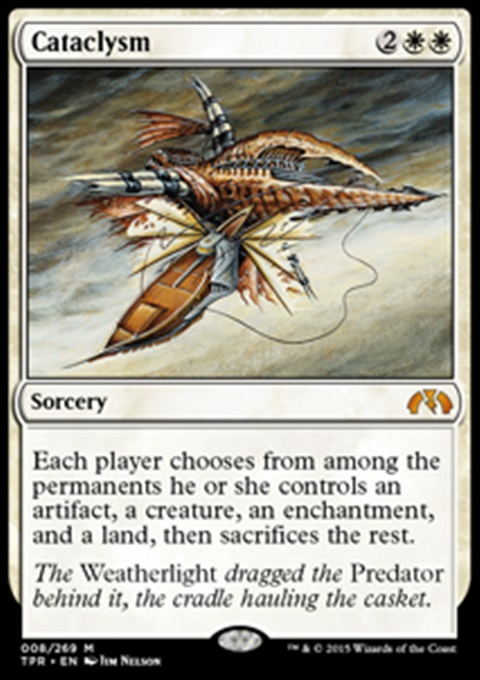 Cataclysm 2
Sorcery
Each player chooses from among the
permanents he or she controls an
artifact, a creature, an enchantment,
and a land, then sacrifices the rest.
The Weatherlight dragged the Predator
behind it, the cradle hauling the casket.
008/269 M
TPR • EN Jim Nelson
™ & © 2015 Wizards of the Coast